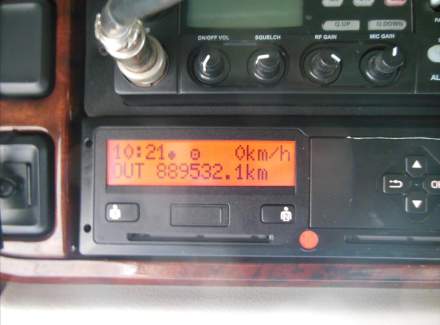 Q.UP
Q.DOWN
ON/OFF VOL SQUELCH RF GAIN MIC GAIN
10:21 0km/h
OUT 889532.1km